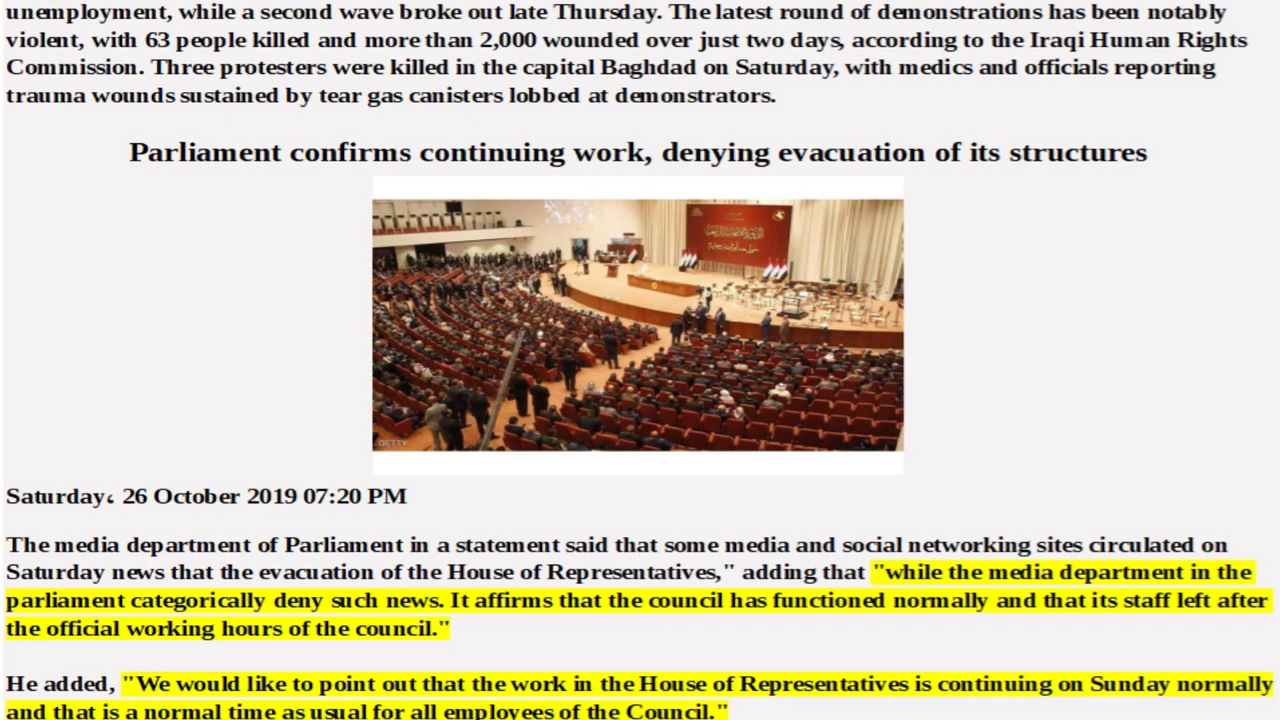 unemployment, while a second wave broke out late Thursday. The latest round of demonstrations has been notably
violent, with 63 people killed and more than 2,000 wounded over just two days, according to the Iraqi Human Rights
Commission. Three protesters were killed in the capital Baghdad on Saturday, with medics and officials reporting
trauma wounds sustained by tear gas canisters lobbed at demonstrators.
Parliament confirms continuing work, denying evacuation of its structures
GETTY
Saturday، 26 October 2019 07:20 PM
The media department of Parliament in a statement said that some media and social networking sites circulated on
Saturday news that the evacuation of the House of Representatives," adding that "while the media department in the
parliament categorically deny such news. It affirms that the council has functioned normally and that its staff left after
the official working hours of the council."
He added, "We would like to point out that the work in the House of Representatives is continuing on Sunday normally
and that is a normal time as usual for all employees of the Council."